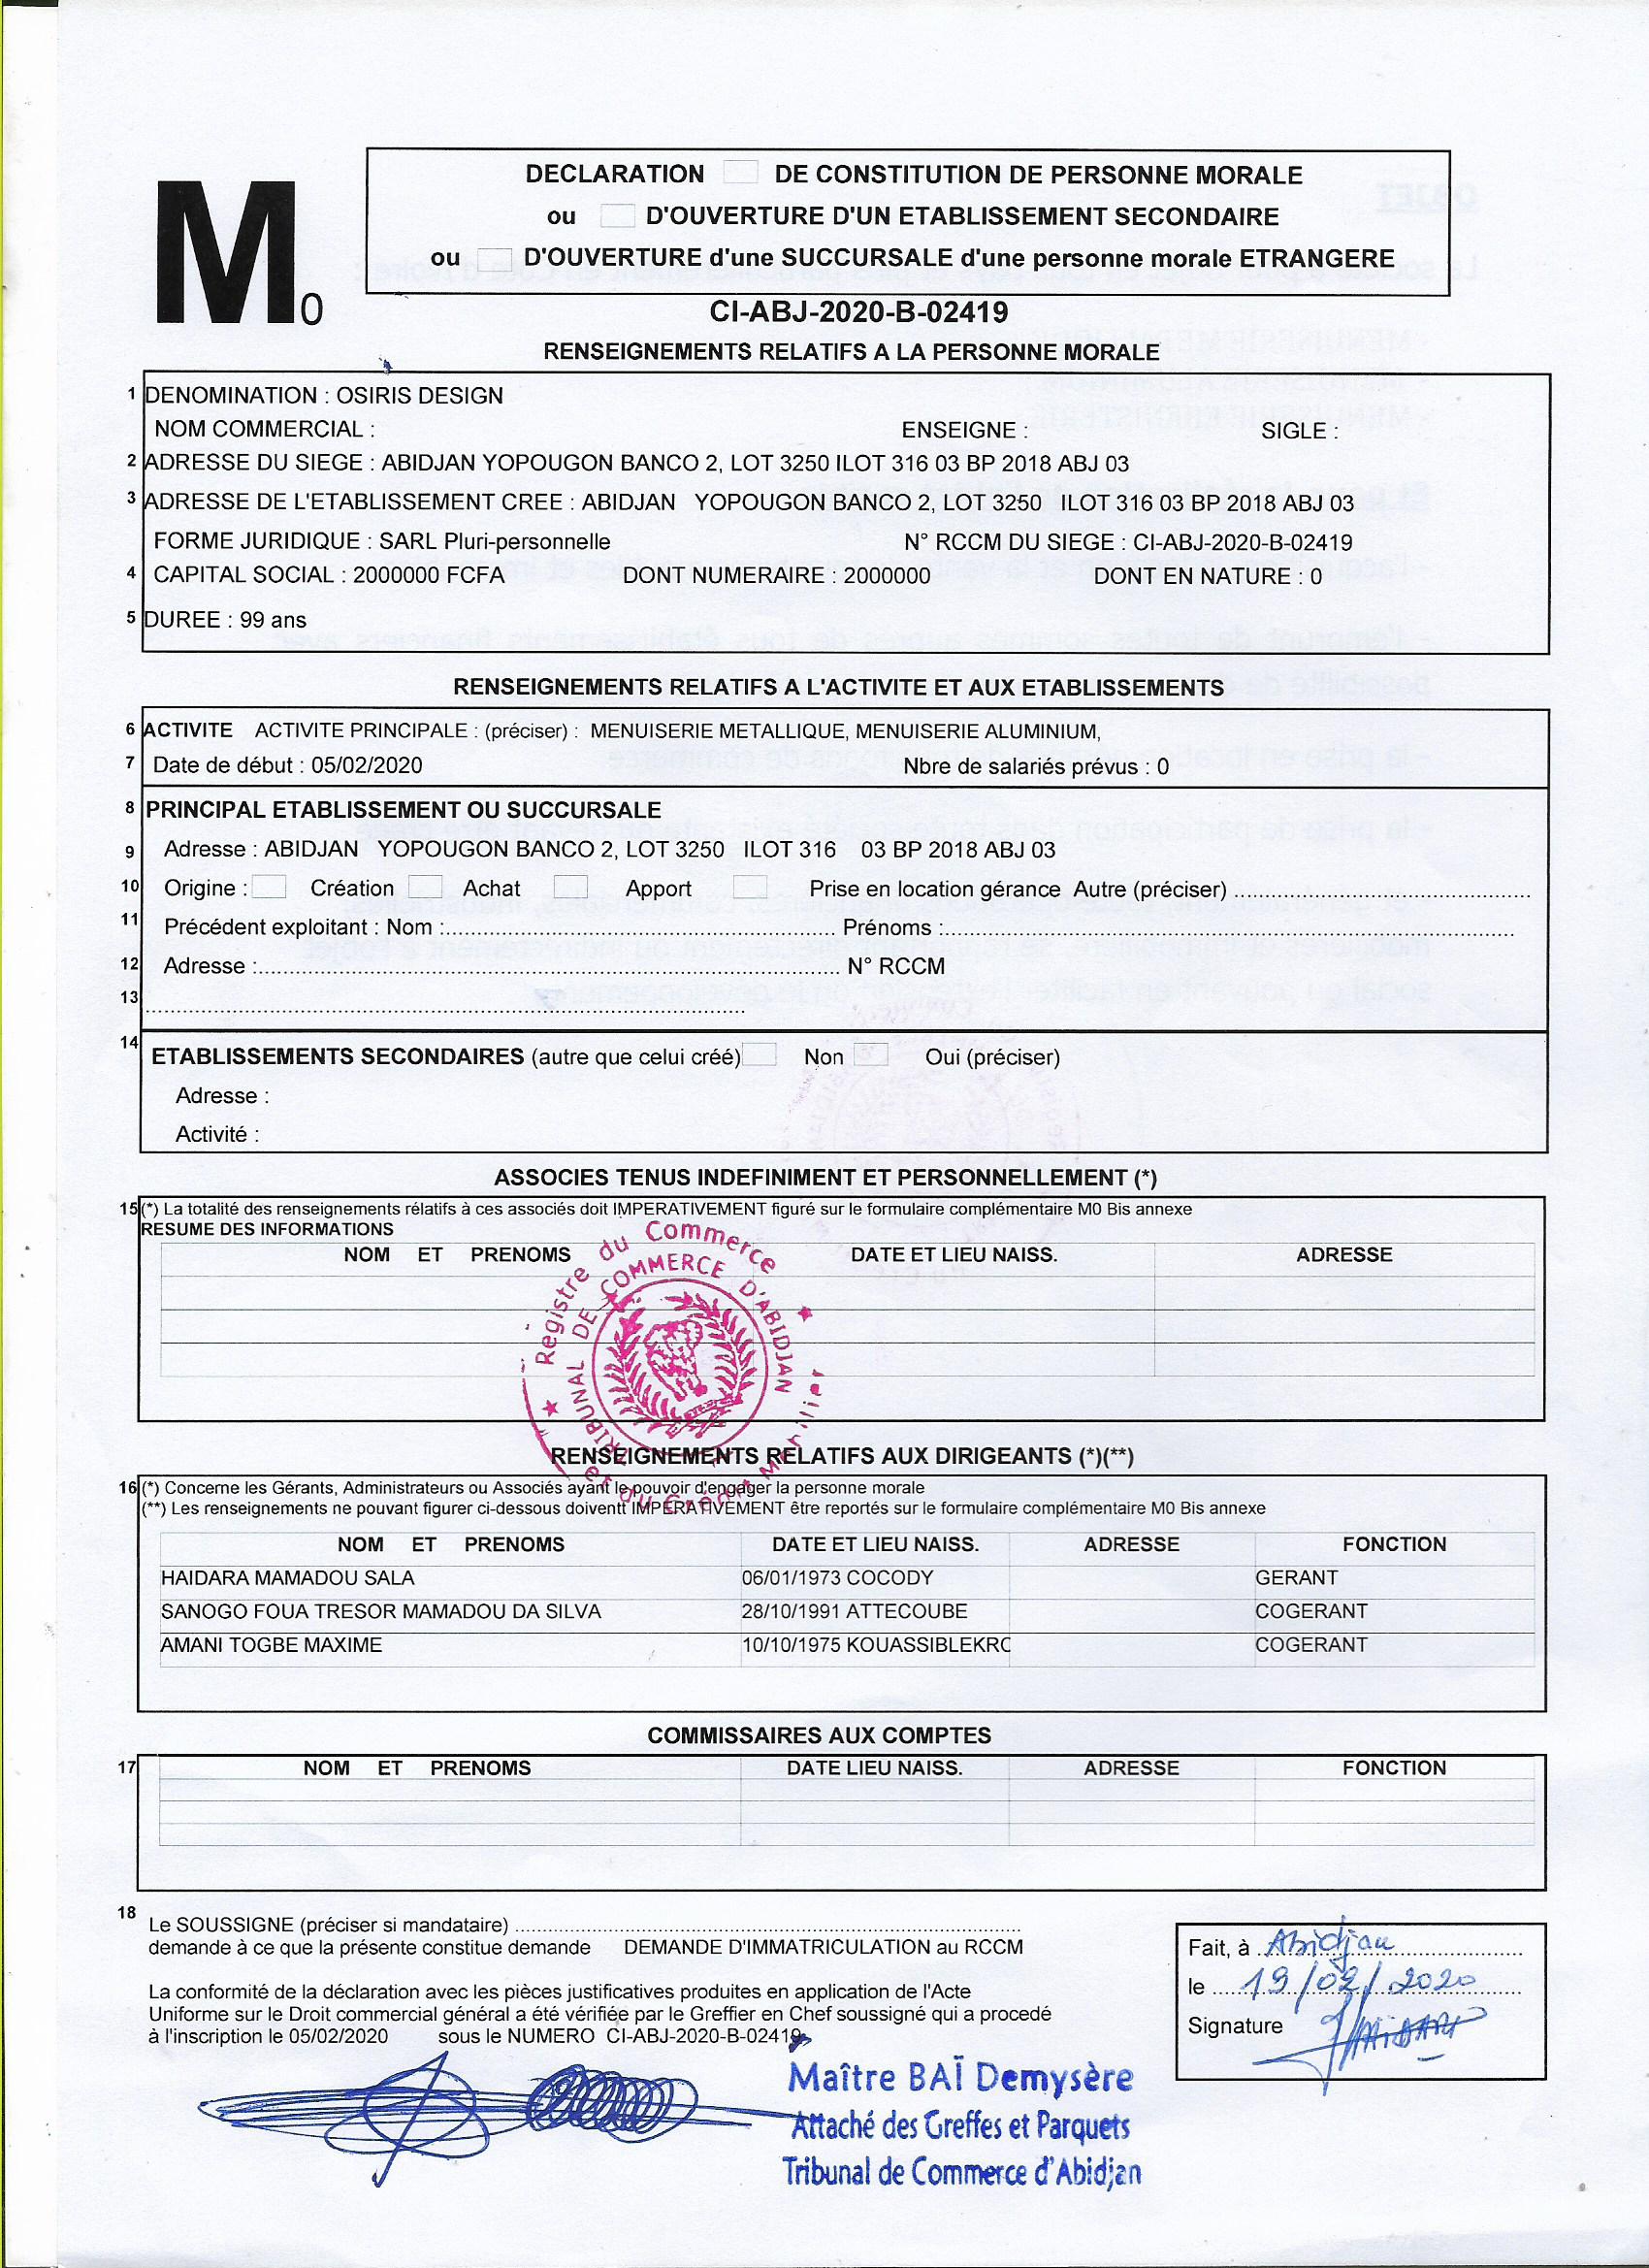 M0
DECLARATION DE CONSTITUTION DE PERSONNE MORALE
ou D'OUVERTURE D'UN ETABLISSEMENT SECONDAIRE
ou D'OUVERTURE d'une SUCCURSALE d'une personne morale ETRANGERE
CI-ABJ-2020-B-02419
RENSEIGNEMENTS RELATIFS A LA PERSONNE MORALE
1 DENOMINATION : OSIRIS DESIGN
NOM COMMERCIAL : ENSEIGNE : SIGLE :
2 ADRESSE DU SIEGE : ABIDJAN YOPOUGON BANCO 2, LOT 3250 ILOT 316 03 BP 2018 ABJ 03
3 ADRESSE DE L'ETABLISSEMENT CREE : ABIDJAN YOPOUGON BANCO 2, LOT 3250 ILOT 316 03 BP 2018 ABJ 03
FORME JURIDIQUE : SARL Pluri-personnelle N° RCCM DU SIEGE : CI-ABJ-2020-B-02419
4 CAPITAL SOCIAL : 2000000 FCFA DONT NUMERAIRE : 2000000 DONT EN NATURE : 0
5 DUREE : 99 ans
RENSEIGNEMENTS RELATIFS A L'ACTIVITE ET AUX ETABLISSEMENTS
6 ACTIVITE ACTIVITE PRINCIPALE : (préciser) : MENUISERIE METALLIQUE, MENUISERIE ALUMINIUM,
7 Date de début : 05/02/2020 Nbre de salariés prévus : 0
8 PRINCIPAL ETABLISSEMENT OU SUCCURSALE
9 Adresse : ABIDJAN YOPOUGON BANCO 2, LOT 3250 ILOT 316 03 BP 2018 ABJ 03
10 Origine : Création Achat Apport Prise en location gérance Autre (préciser)
11 Précédent exploitant : Nom : Prénoms :
12 Adresse : N° RCCM
13
14 ETABLISSEMENTS SECONDAIRES (autre que celui créé) Non Oui (préciser)
Adresse :
Activité :
ASSOCIES TENUS INDEFINIMENT ET PERSONNELLEMENT (*)
15 (*) La totalité des renseignements rélatifs à ces associés doit IMPERATIVEMENT figuré sur le formulaire complémentaire M0 Bis annexe
RESUME DES INFORMATIONS
NOM ET PRENOMS DATE ET LIEU NAISS. ADRESSE
Registre du Commerce et du Crédit Mobilier
TRIBUNAL DE COMMERCE D'ABIDJAN
RENSEIGNEMENTS RELATIFS AUX DIRIGEANTS (*)(**)
16 (*) Concerne les Gérants, Administrateurs ou Associés ayant le pouvoir d'engager la personne morale
(**) Les renseignements ne pouvant figurer ci-dessous doiventt IMPERATIVEMENT être reportés sur le formulaire complémentaire M0 Bis annexe
NOM ET PRENOMS DATE ET LIEU NAISS. ADRESSE FONCTION
HAIDARA MAMADOU SALA 06/01/1973 COCODY GERANT
SANOGO FOUA TRESOR MAMADOU DA SILVA 28/10/1991 ATTECOUBE COGERANT
AMANI TOGBE MAXIME 10/10/1975 KOUASSIBLEKRO COGERANT
COMMISSAIRES AUX COMPTES
17 NOM ET PRENOMS DATE LIEU NAISS. ADRESSE FONCTION
18 Le SOUSSIGNE (préciser si mandataire)
demande à ce que la présente constitue demande DEMANDE D'IMMATRICULATION au RCCM
La conformité de la déclaration avec les pièces justificatives produites en application de l'Acte
Uniforme sur le Droit commercial général a été vérifiée par le Greffier en Chef soussigné qui a procedé
à l'inscription le 05/02/2020 sous le NUMERO CI-ABJ-2020-B-02419
Fait, à Abidjan
le 19/02/2020
Signature
Maître BAÏ Demysère
Attaché des Greffes et Parquets
Tribunal de Commerce d'Abidjan